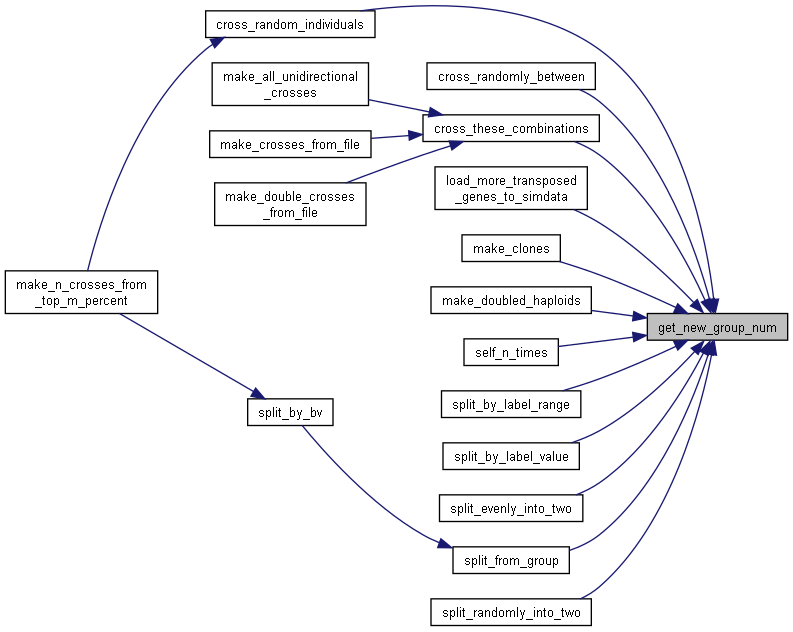 cross_random_individuals
make_all_unidirectional
_crosses
cross_randomly_between
cross_these_combinations
make_crosses_from_file
load_more_transposed
_genes_to_simdata
make_double_crosses
_from_file
make_clones
make_n_crosses_from
_top_m_percent
make_doubled_haploids
get_new_group_num
self_n_times
split_by_label_range
split_by_bv
split_by_label_value
split_evenly_into_two
split_from_group
split_randomly_into_two